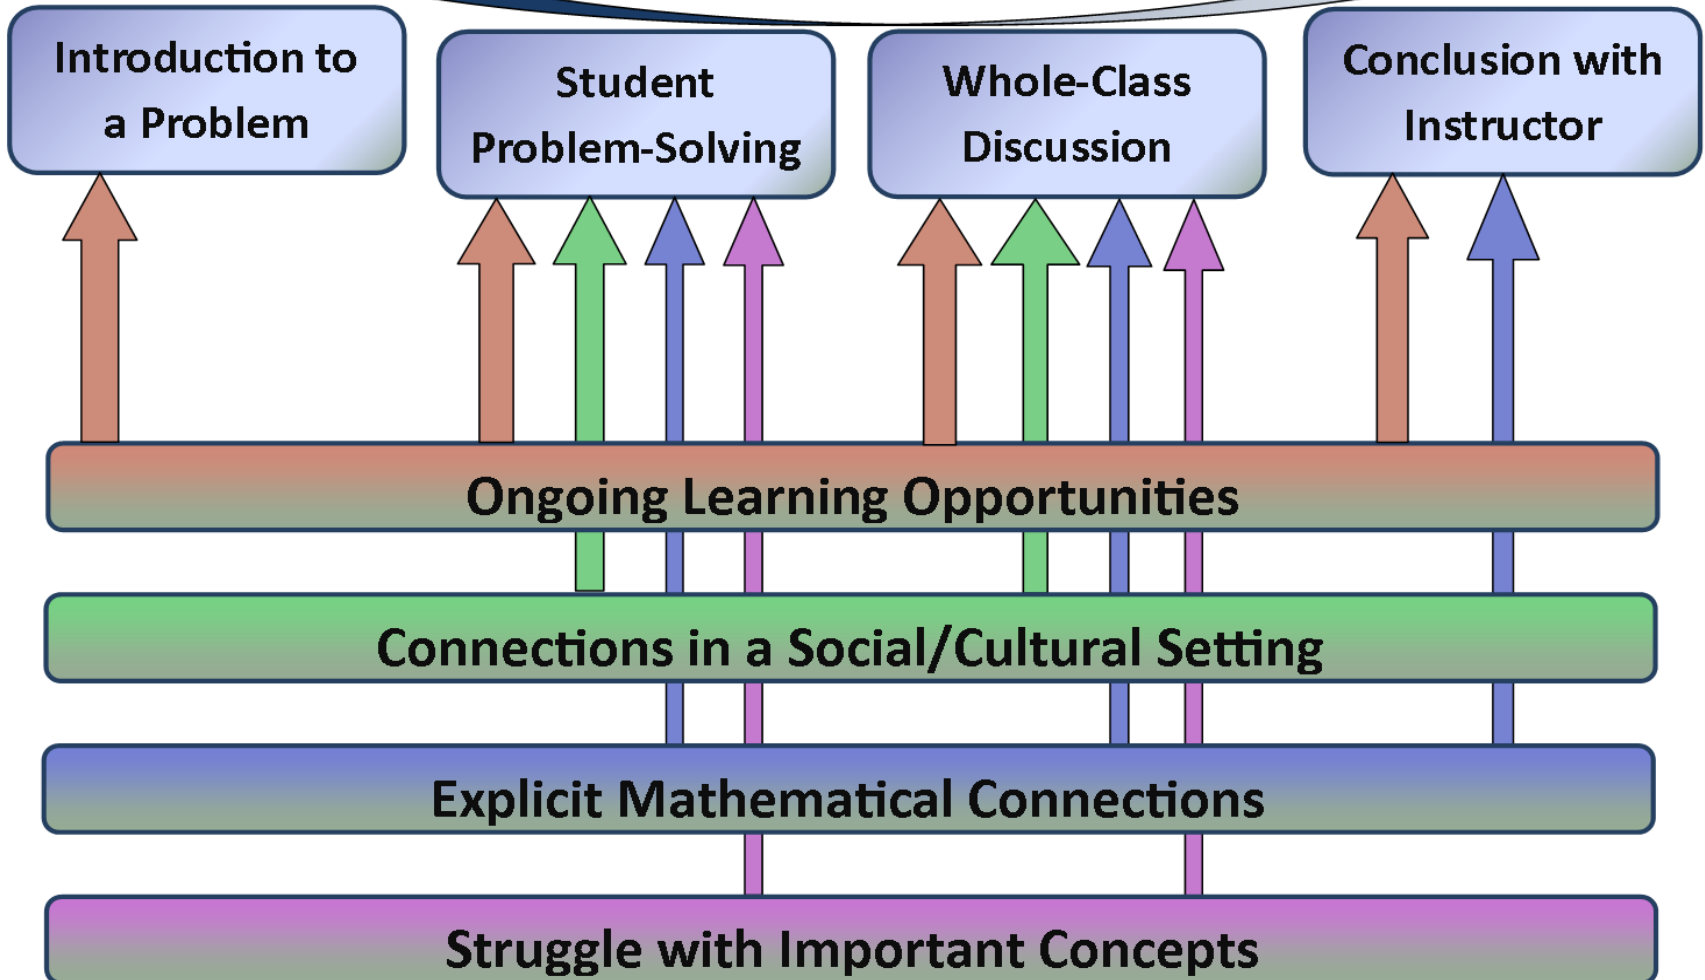 Introduction to
a Problem
Student
Problem-Solving
Whole-Class
Discussion
Conclusion with
Instructor
Ongoing Learning Opportunities
Connections in a Social/Cultural Setting
Explicit Mathematical Connections
Struggle with Important Concepts